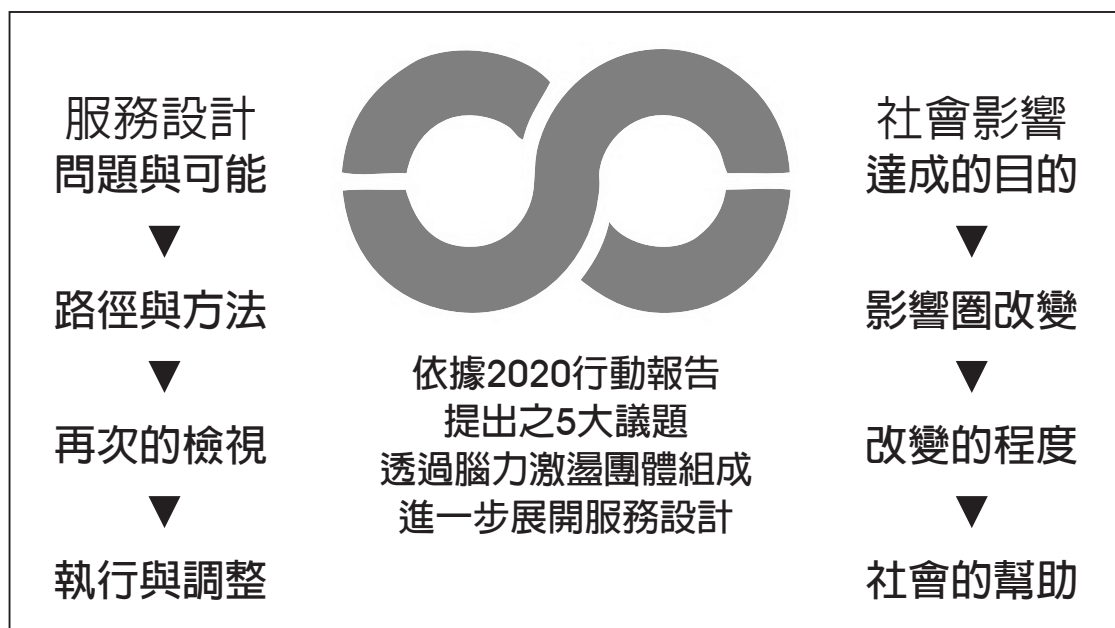 服務設計
問題與可能
▼
路徑與方法
▼
再次的檢視
▼
執行與調整
依據2020行動報告
提出之5大議題
透過腦力激盪團體組成
進一步展開服務設計
社會影響
達成的目的
▼
影響圈改變
▼
改變的程度
▼
社會的幫助